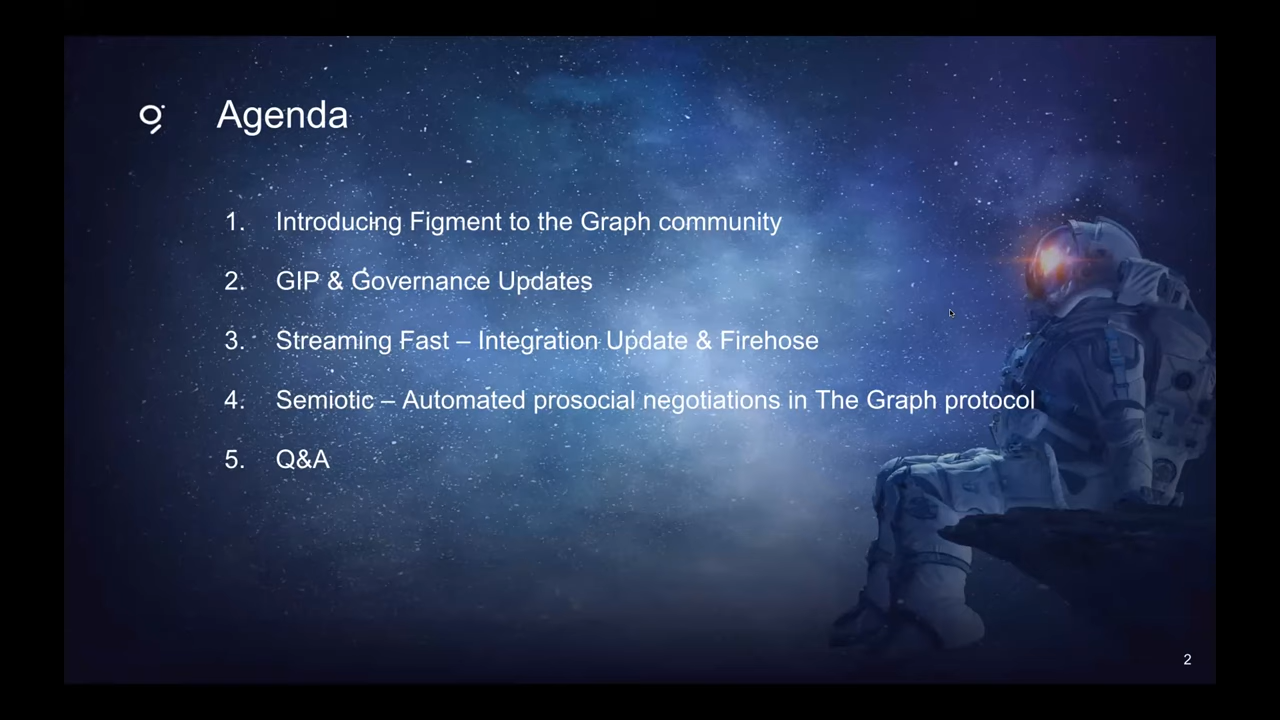 Agenda
1. Introducing Figment to the Graph community
2. GIP & Governance Updates
3. Streaming Fast – Integration Update & Firehose
4. Semiotic – Automated prosocial negotiations in The Graph protocol
5. Q&A
2